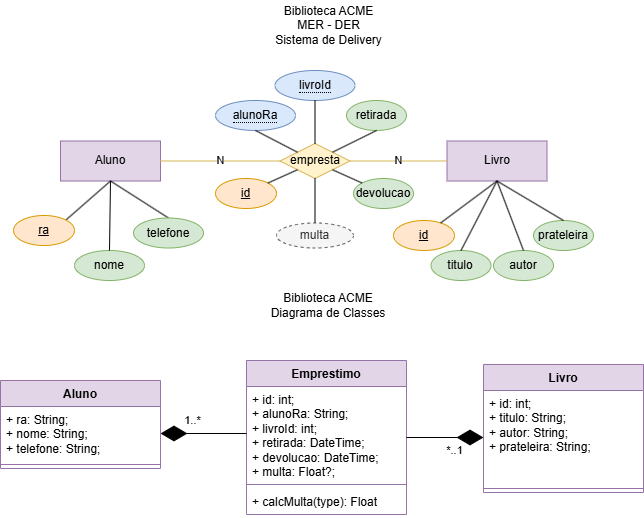 Biblioteca ACME
MER - DER
Sistema de Delivery
livroId
alunoRa
retirada
Aluno
N
empresta
N
Livro
id
devolucao
ra
telefone
multa
id
prateleira
nome
titulo
autor
Biblioteca ACME
Diagrama de Classes
Aluno
+ ra: String;
+ nome: String;
+ telefone: String;
1..*
Emprestimo
+ id: int;
+ alunoRa: String;
+ livroId: int;
+ retirada: DateTime;
+ devolucao: DateTime;
+ multa: Float?;
+ calcMulta(type): Float
*..1
Livro
+ id: int;
+ titulo: String;
+ autor: String;
+ prateleira: String;